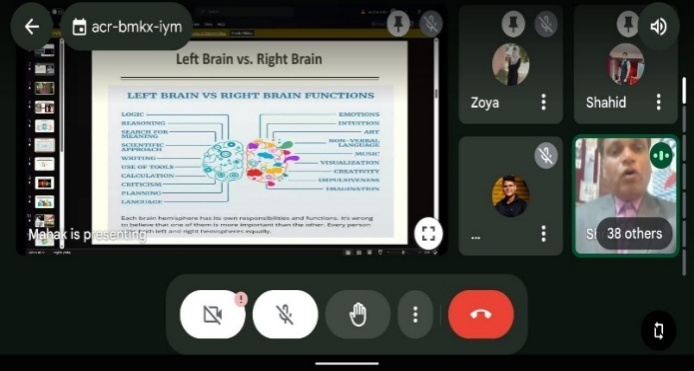 acr-bmkx-iym
Left Brain vs. Right Brain
LEFT BRAIN VS RIGHT BRAIN FUNCTIONS
LOGIC
REASONING
SEARCH FOR
MEANING
SCIENTIFIC
APPROACH
WRITING
USE OF TOOLS
CALCULATION
CRITICISM
PLANNING
LANGUAGE
EMOTIONS
INTUITION
ART
NON-VERBAL
LANGUAGE
MUSIC
VISUALIZATION
CREATIVITY
IMPULSIVENESS
IMAGINATION
Each brain hemisphere has its own responsibilities and functions. It's wrong
to believe that one of them is more important than the other. Every person
both left and right hemispheres equally.
Mahak is presenting
Zoya
Shahid
...
38 others